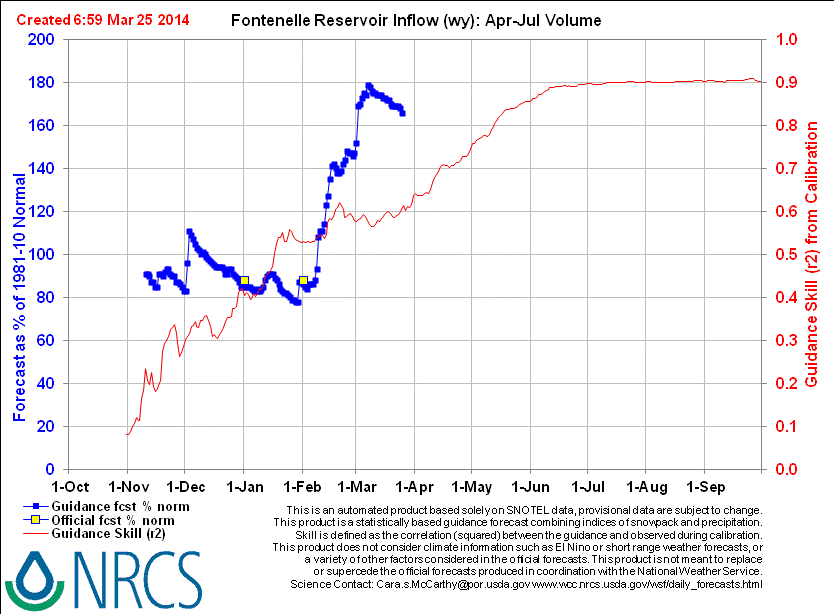 Created 6:59 Mar 25 2014
Fontenelle Reservoir Inflow (wy): Apr-Jul Volume
200
180
160
140
120
100
80
60
40
20
0
Forecast as % of 1981-10 Normal
1.0
0.9
0.8
0.7
0.6
0.5
0.4
0.3
0.2
0.1
0.0
Guidance Skill (r2) from Calibration
1-Oct 1-Nov 1-Dec 1-Jan 1-Feb 1-Mar 1-Apr 1-May 1-Jun 1-Jul 1-Aug 1-Sep
Guidance fcst % norm
Official fcst % norm
Guidance Skill (r2)
This is an automated product based solely on SNOTEL data, provisional data are subject to change.
This product is a statistically based guidance forecast combining indices of snowpack and precipitation.
Skill is defined as the correlation (squared) between the guidance and observed during calibration.
This product does not consider climate information such as El Nino or short range weather forecasts, or
a variety of other factors considered in the official forecasts. This product is not meant to replace
or supercede the official forecasts produced in coordination with the National Weather Service.
Science Contact: Cara.s.McCarthy@por.usda.gov www.wcc.nrcs.usda.gov/wsf/daily_forecasts.html
NRCS